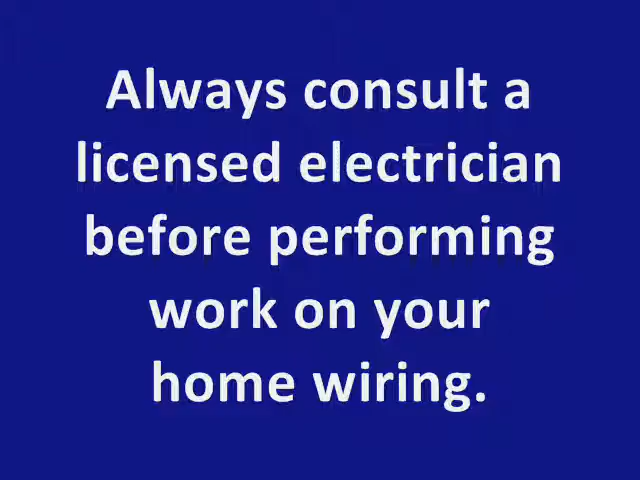 Always consult a
licensed electrician
before performing
work on your
home wiring.